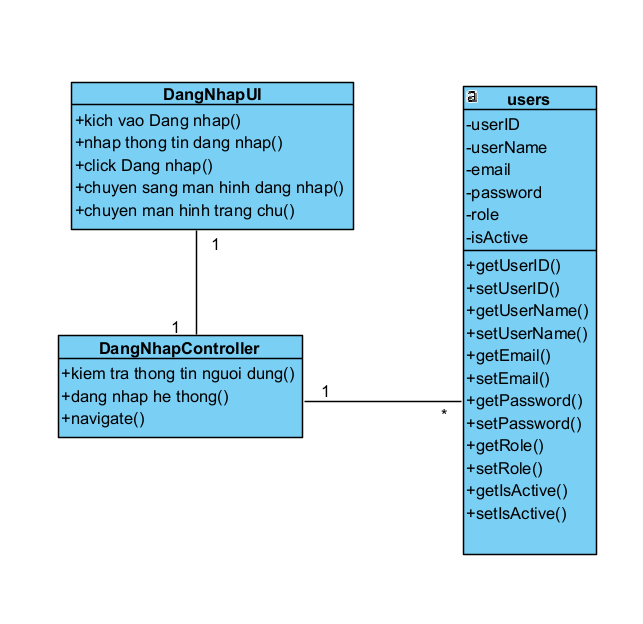 DangNhapUI
+kich vao Dang nhap()
+nhap thong tin dang nhap()
+click Dang nhap()
+chuyen sang man hinh dang nhap()
+chuyen man hinh trang chu()
1
1
DangNhapController
+kiem tra thong tin nguoi dung()
+dang nhap he thong()
+navigate()
1
*
a
users
-userID
-userName
-email
-password
-role
-isActive
+getUserID()
+setUserID()
+getUserName()
+setUserName()
+getEmail()
+setEmail()
+getPassword()
+setPassword()
+getRole()
+setRole()
+getIsActive()
+setIsActive()